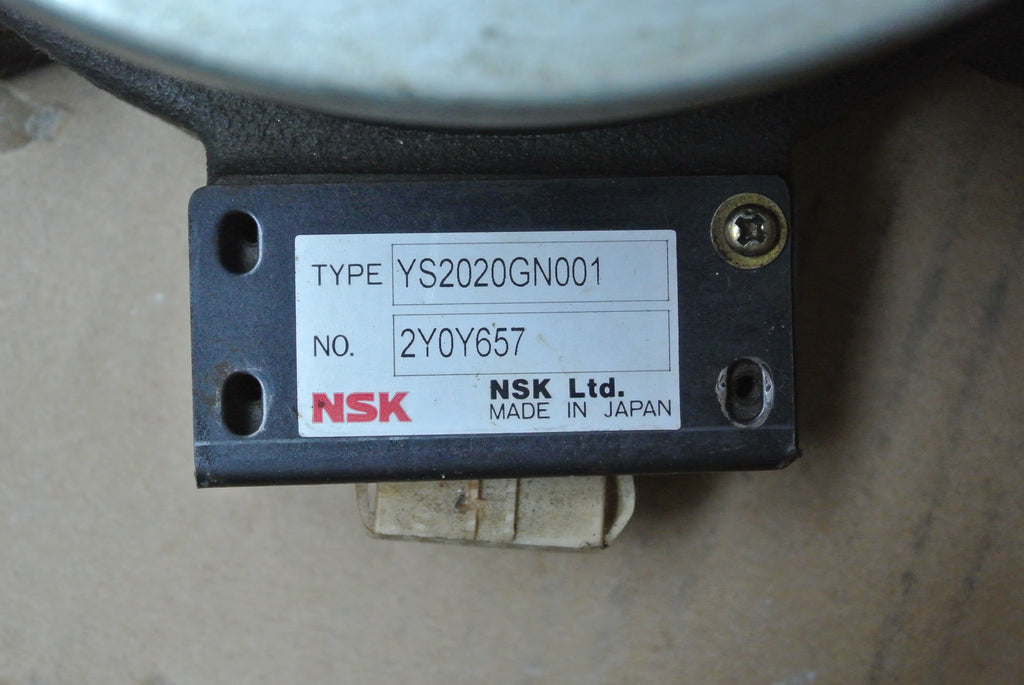 TYPE YS2020GN001
NO. 2Y0Y657
NSK NSK Ltd.
MADE IN JAPAN